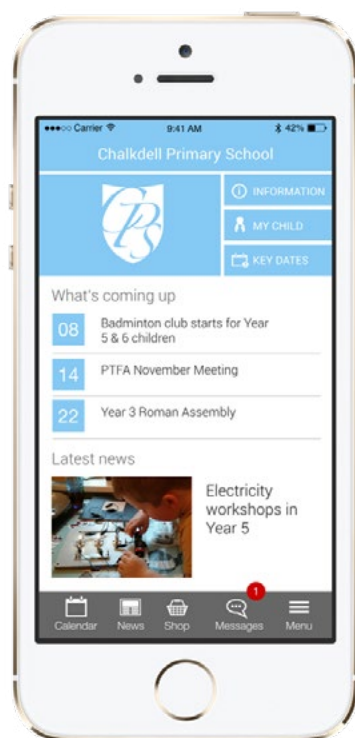 Carrier 9:41 AM 42%
Chalkdell Primary School
CPS
INFORMATION
MY CHILD
KEY DATES
What's coming up
08 Badminton club starts for Year
5 & 6 children
14 PTFA November Meeting
22 Year 3 Roman Assembly
Latest news
Electricity
workshops in
Year 5
1
Calendar News Shop Messages Menu